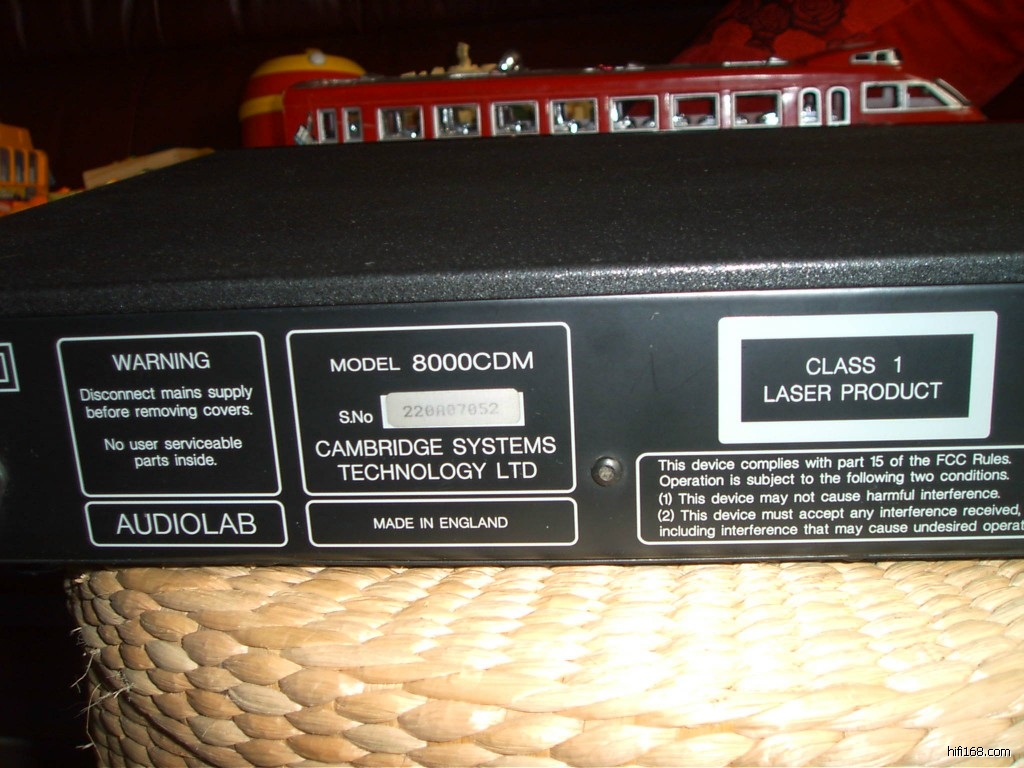 WARNING
Disconnect mains supply
before removing covers.
No user serviceable
parts inside.
AUDIOLAB
MODEL 8000CDM
S.No 220A07052
CAMBRIDGE SYSTEMS
TECHNOLOGY LTD
MADE IN ENGLAND
CLASS 1
LASER PRODUCT
This device complies with part 15 of the FCC Rules.
Operation is subject to the following two conditions.
(1) This device may not cause harmful interference.
(2) This device must accept any interference received,
including interference that may cause undesired operat
hifi168.com